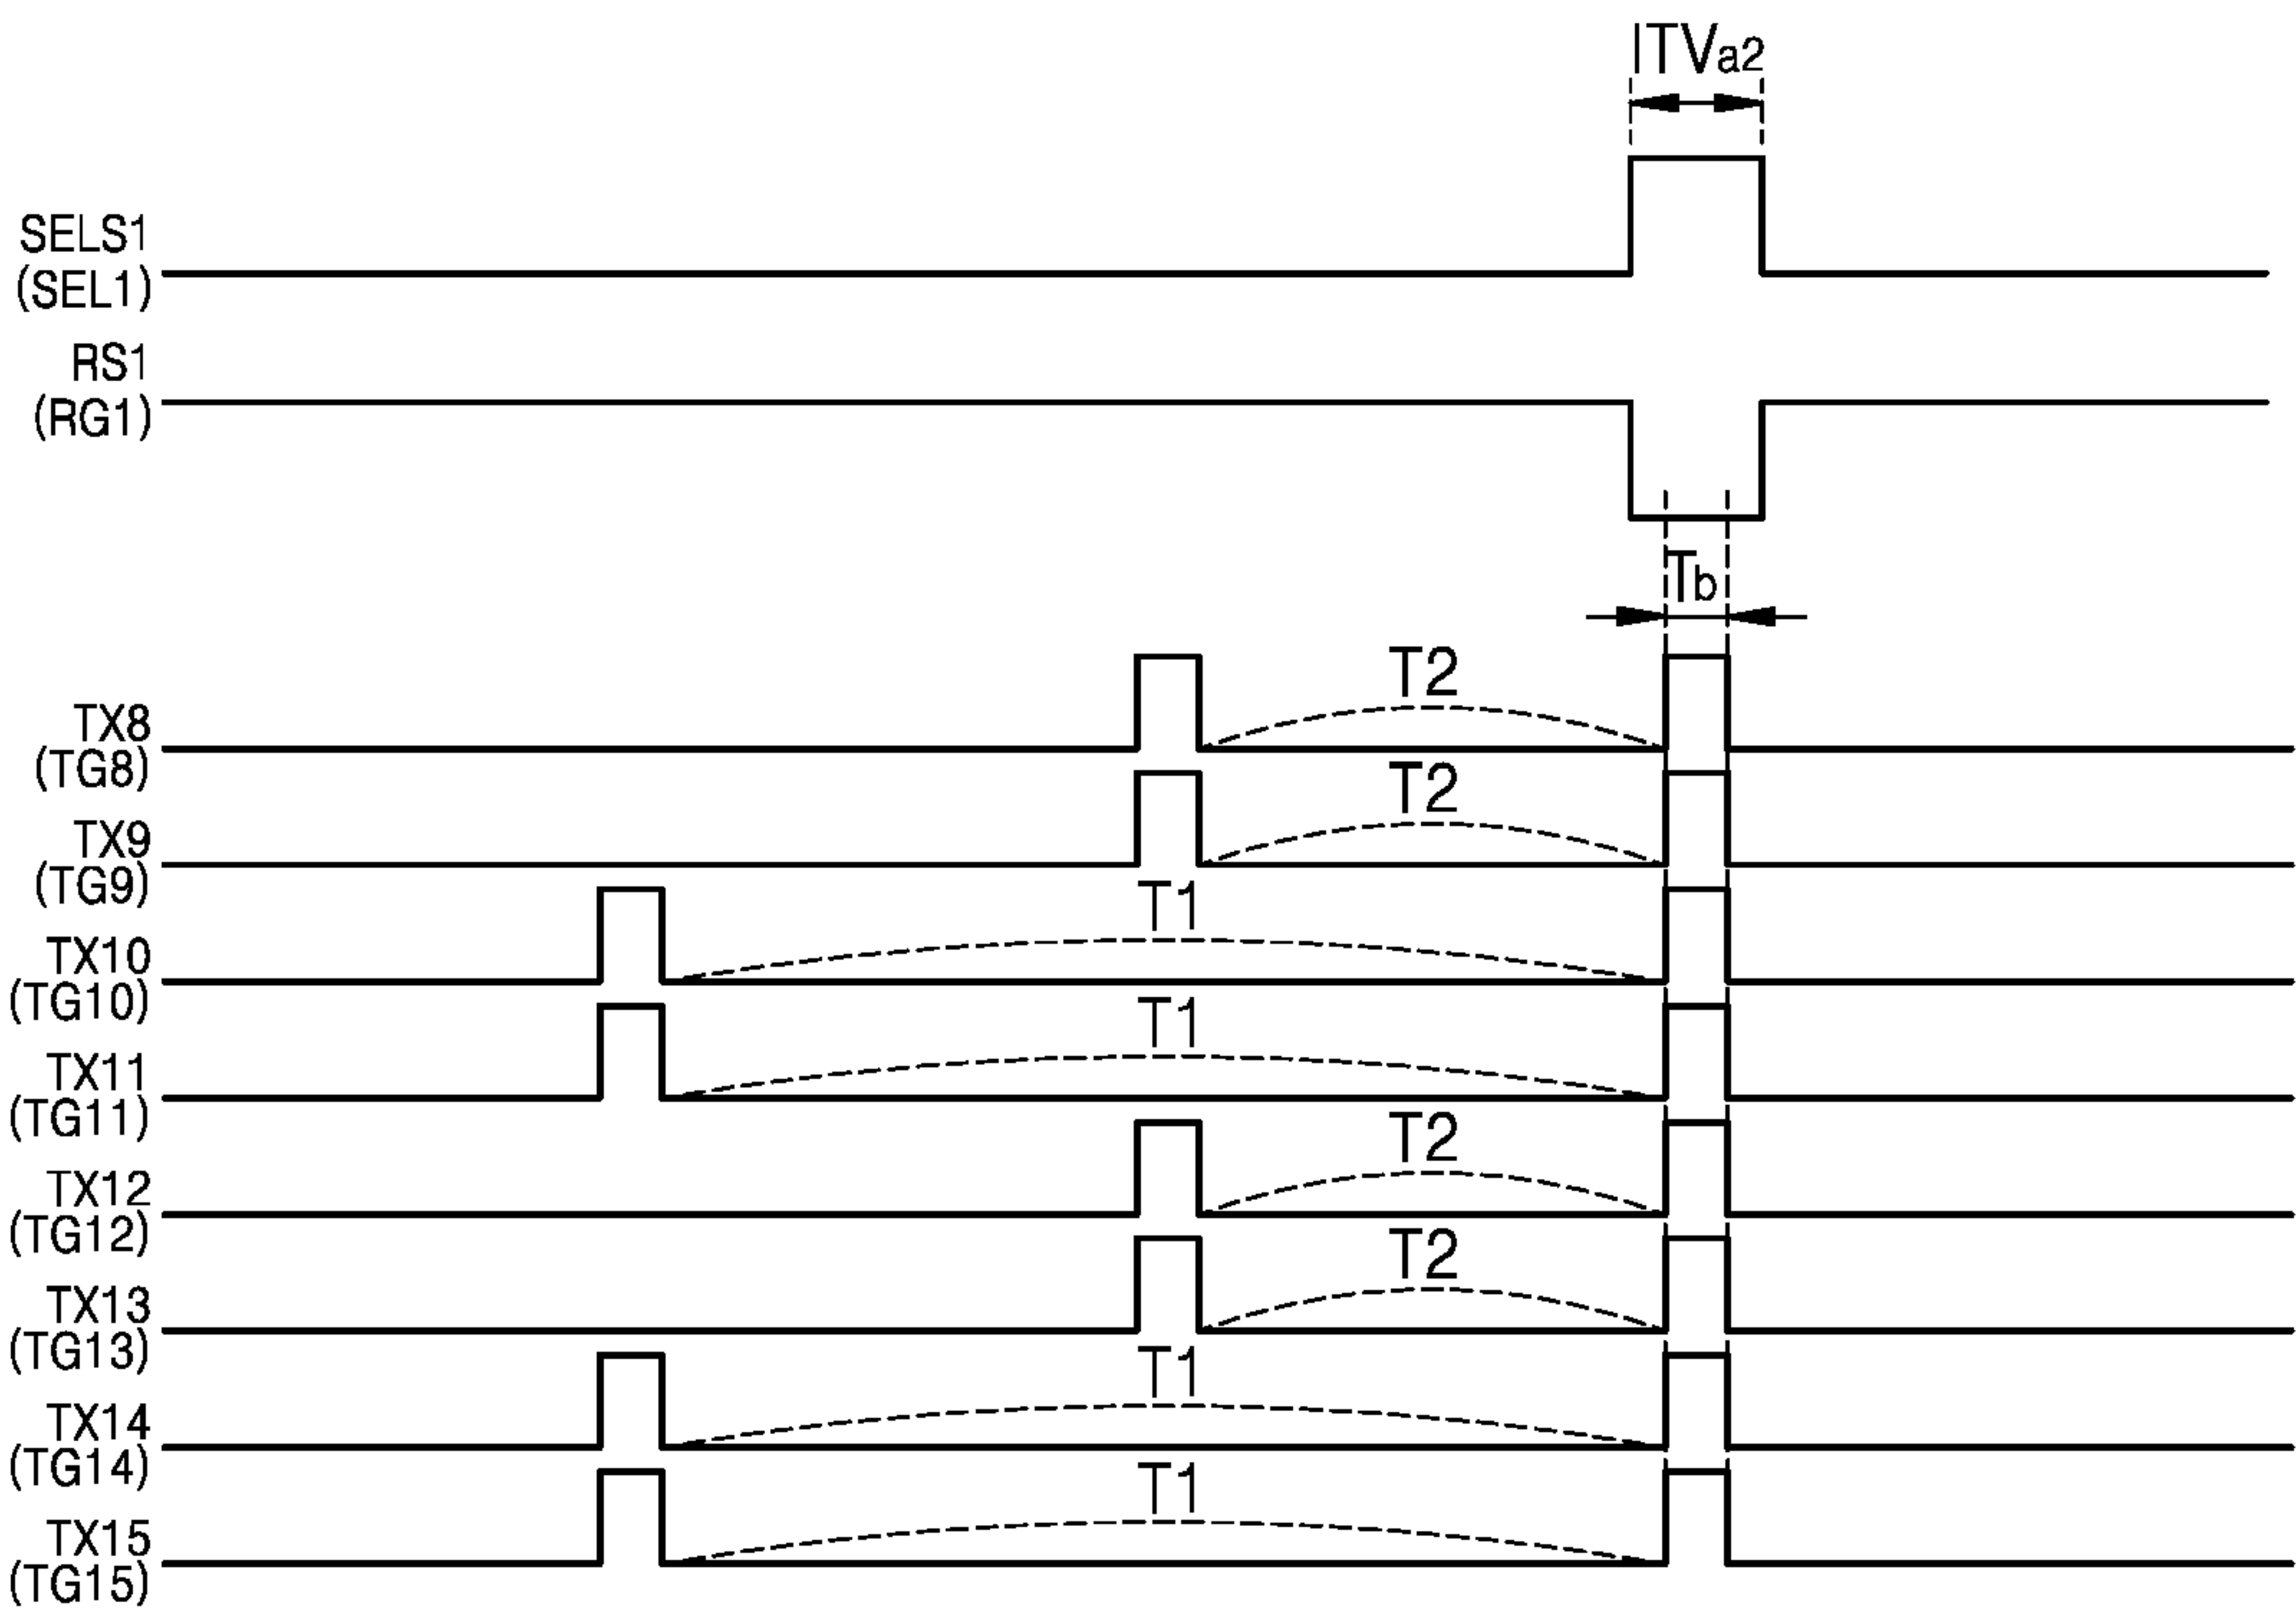 ITVa2
SELS1
(SEL1)
RS1
(RG1)
Tb
T2
TX8
(TG8)
T2
TX9
(TG9)
T1
TX10
(TG10)
T1
TX11
(TG11)
T2
TX12
(TG12)
T2
TX13
(TG13)
T1
TX14
(TG14)
T1
TX15
(TG15)